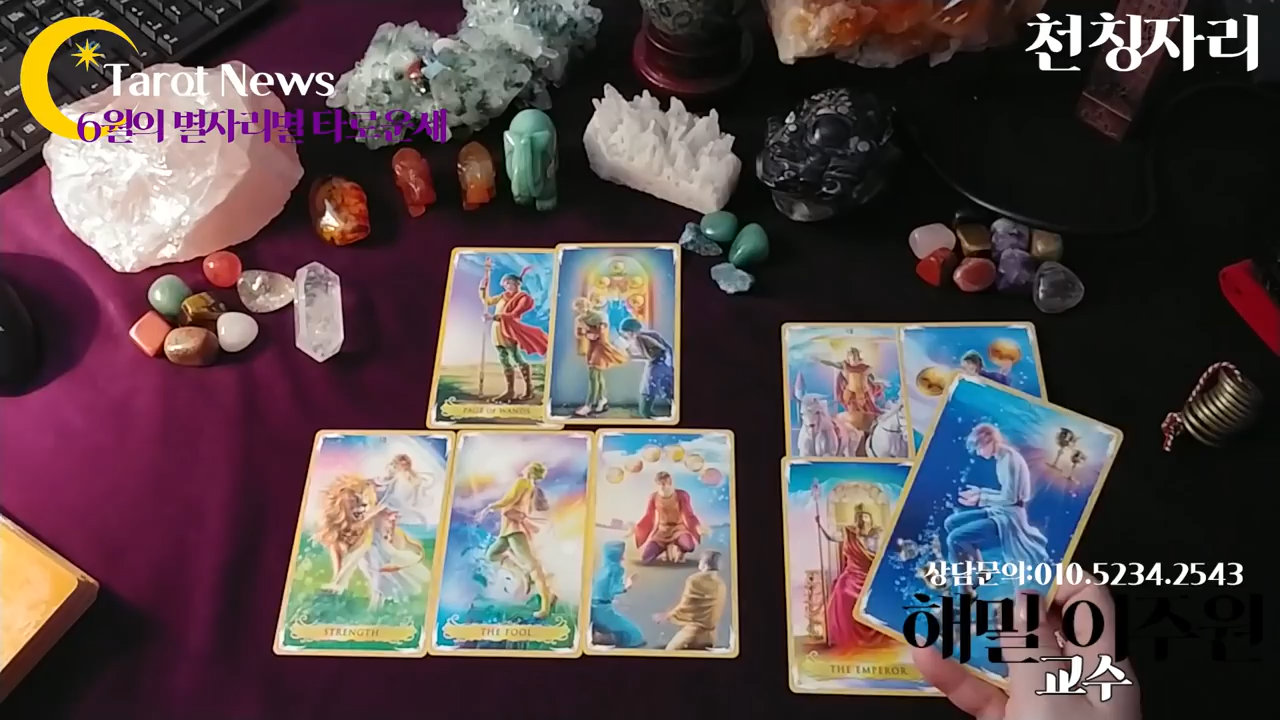 천칭자리
Tarot News
6월의 별자리별 타로운세
PAGE OF WANDS
STRENGTH
THE FOOL
THE EMPEROR
상담문의:010.5234.2543
해밀 이주원
교수